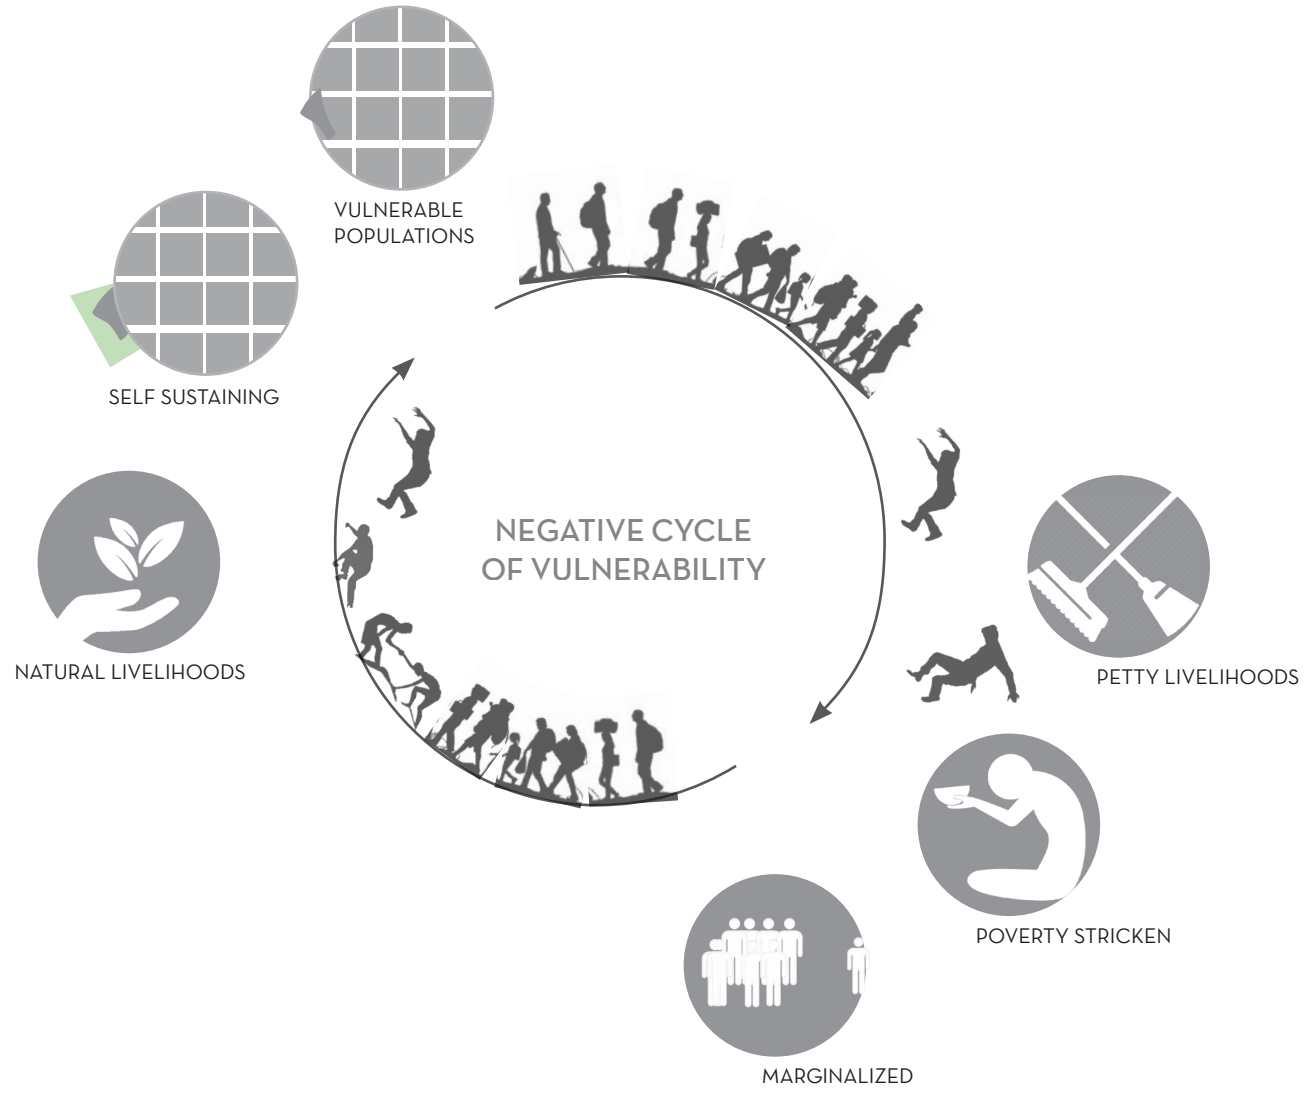 VULNERABLE
POPULATIONS
SELF SUSTAINING
NEGATIVE CYCLE
OF VULNERABILITY
NATURAL LIVELIHOODS
PETTY LIVELIHOODS
POVERTY STRICKEN
MARGINALIZED